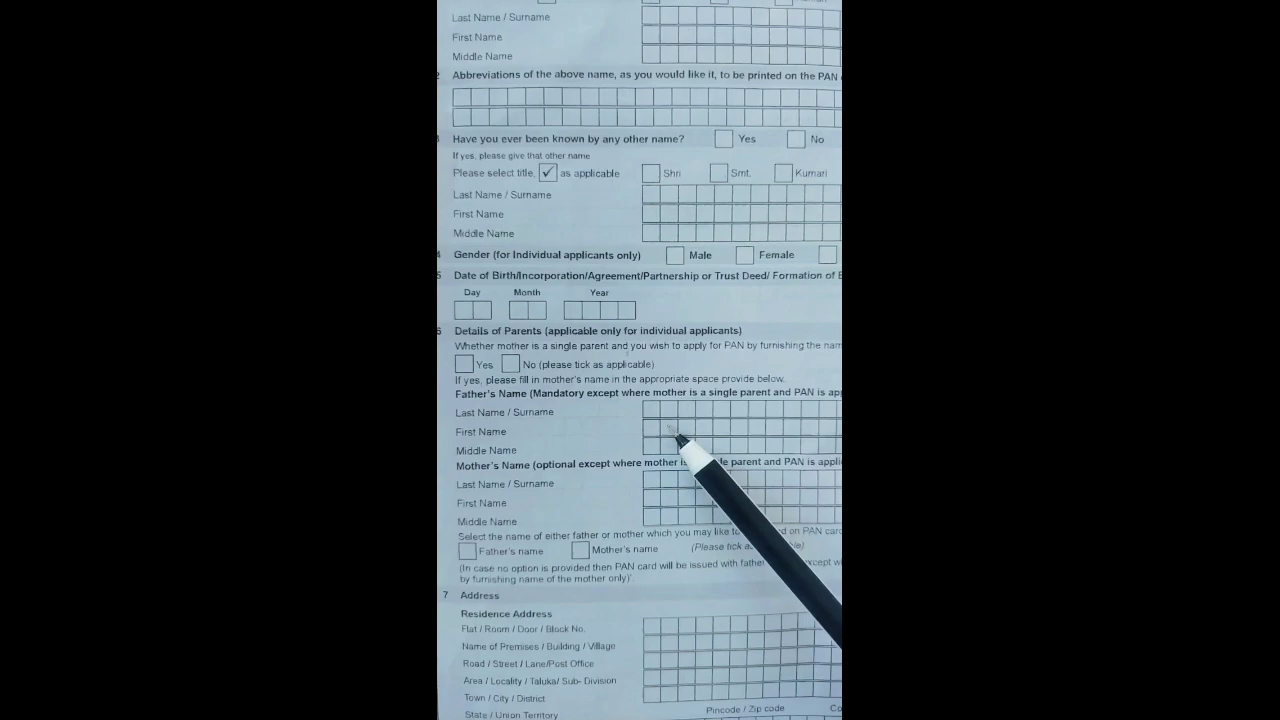 Last Name / Surname
First Name
Middle Name
2 Abbreviations of the above name, as you would like it, to be printed on the PAN
3 Have you ever been known by any other name? Yes No
If yes, please give that other name
Please select title, ✓ as applicable Shri Smt. Kumari
Last Name / Surname
First Name
Middle Name
4 Gender (for Individual applicants only) Male Female
5 Date of Birth/Incorporation/Agreement/Partnership or Trust Deed/ Formation of
Day Month Year
6 Details of Parents (applicable only for individual applicants)
Whether mother is a single parent and you wish to apply for PAN by furnishing the
Yes No (please tick as applicable)
If yes, please fill in mother's name in the appropriate space provide below.
Father's Name (Mandatory except where mother is a single parent and PAN is
Last Name / Surname
First Name
Middle Name
Mother's Name (optional except where mother parent and PAN is
Last Name / Surname
First Name
Middle Name
Select the name of either father or mother which you may like on PAN card
Father's name Mother's name (Please tick
(In case no option is provided then PAN card will be issued with father
by furnishing name of the mother only)'
7 Address
Residence Address
Flat / Room / Door / Block No.
Name of Premises / Building / Village
Road / Street / Lane/Post Office
Area / Locality / Taluka/ Sub- Division
Town / City / District
State / Union Territory Pincode / Zip code